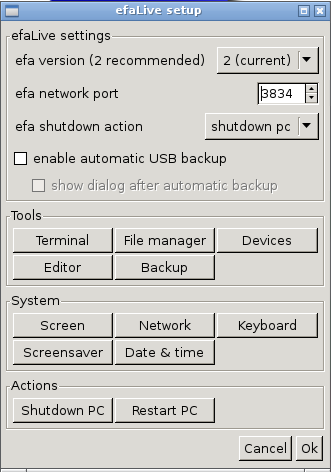 efaLive setup
efaLive settings
efa version (2 recommended) 2 (current)
efa network port 3834
efa shutdown action shutdown pc
enable automatic USB backup
show dialog after automatic backup
Tools
Terminal File manager Devices
Editor Backup
System
Screen Network Keyboard
Screensaver Date & time
Actions
Shutdown PC Restart PC
Cancel Ok